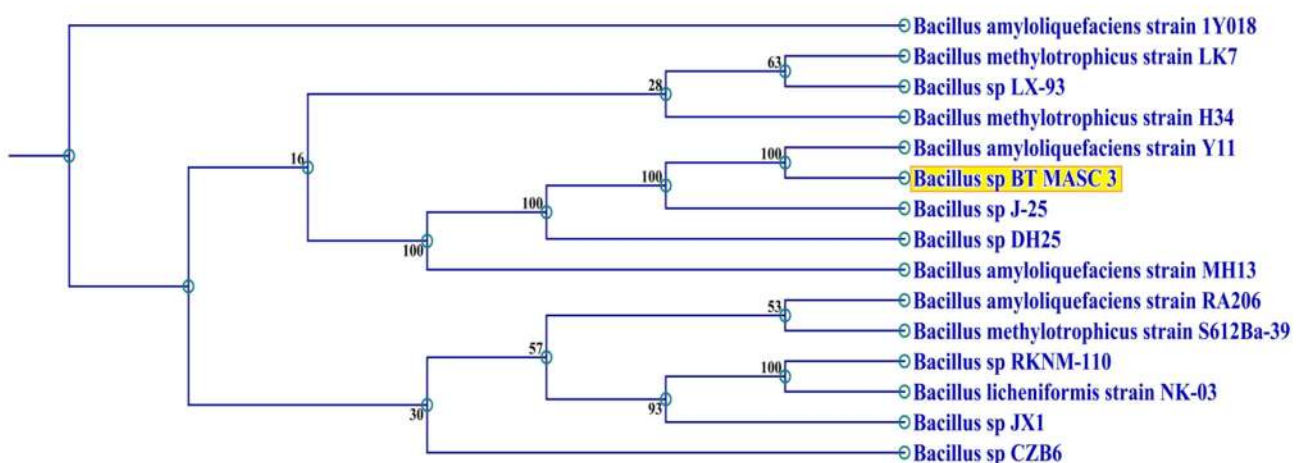 Bacillus amyloliquefaciens strain 1Y018
63
Bacillus methylotrophicus strain LK7
28
Bacillus sp LX-93
Bacillus methylotrophicus strain H34
16
100
Bacillus amyloliquefaciens strain Y11
100
Bacillus sp BT MASC 3
100
Bacillus sp J-25
100
Bacillus sp DH25
Bacillus amyloliquefaciens strain MH13
53
Bacillus amyloliquefaciens strain RA206
57
Bacillus methylotrophicus strain S612Ba-39
100
Bacillus sp RKNM-110
Bacillus licheniformis strain NK-03
30
93
Bacillus sp JX1
Bacillus sp CZB6